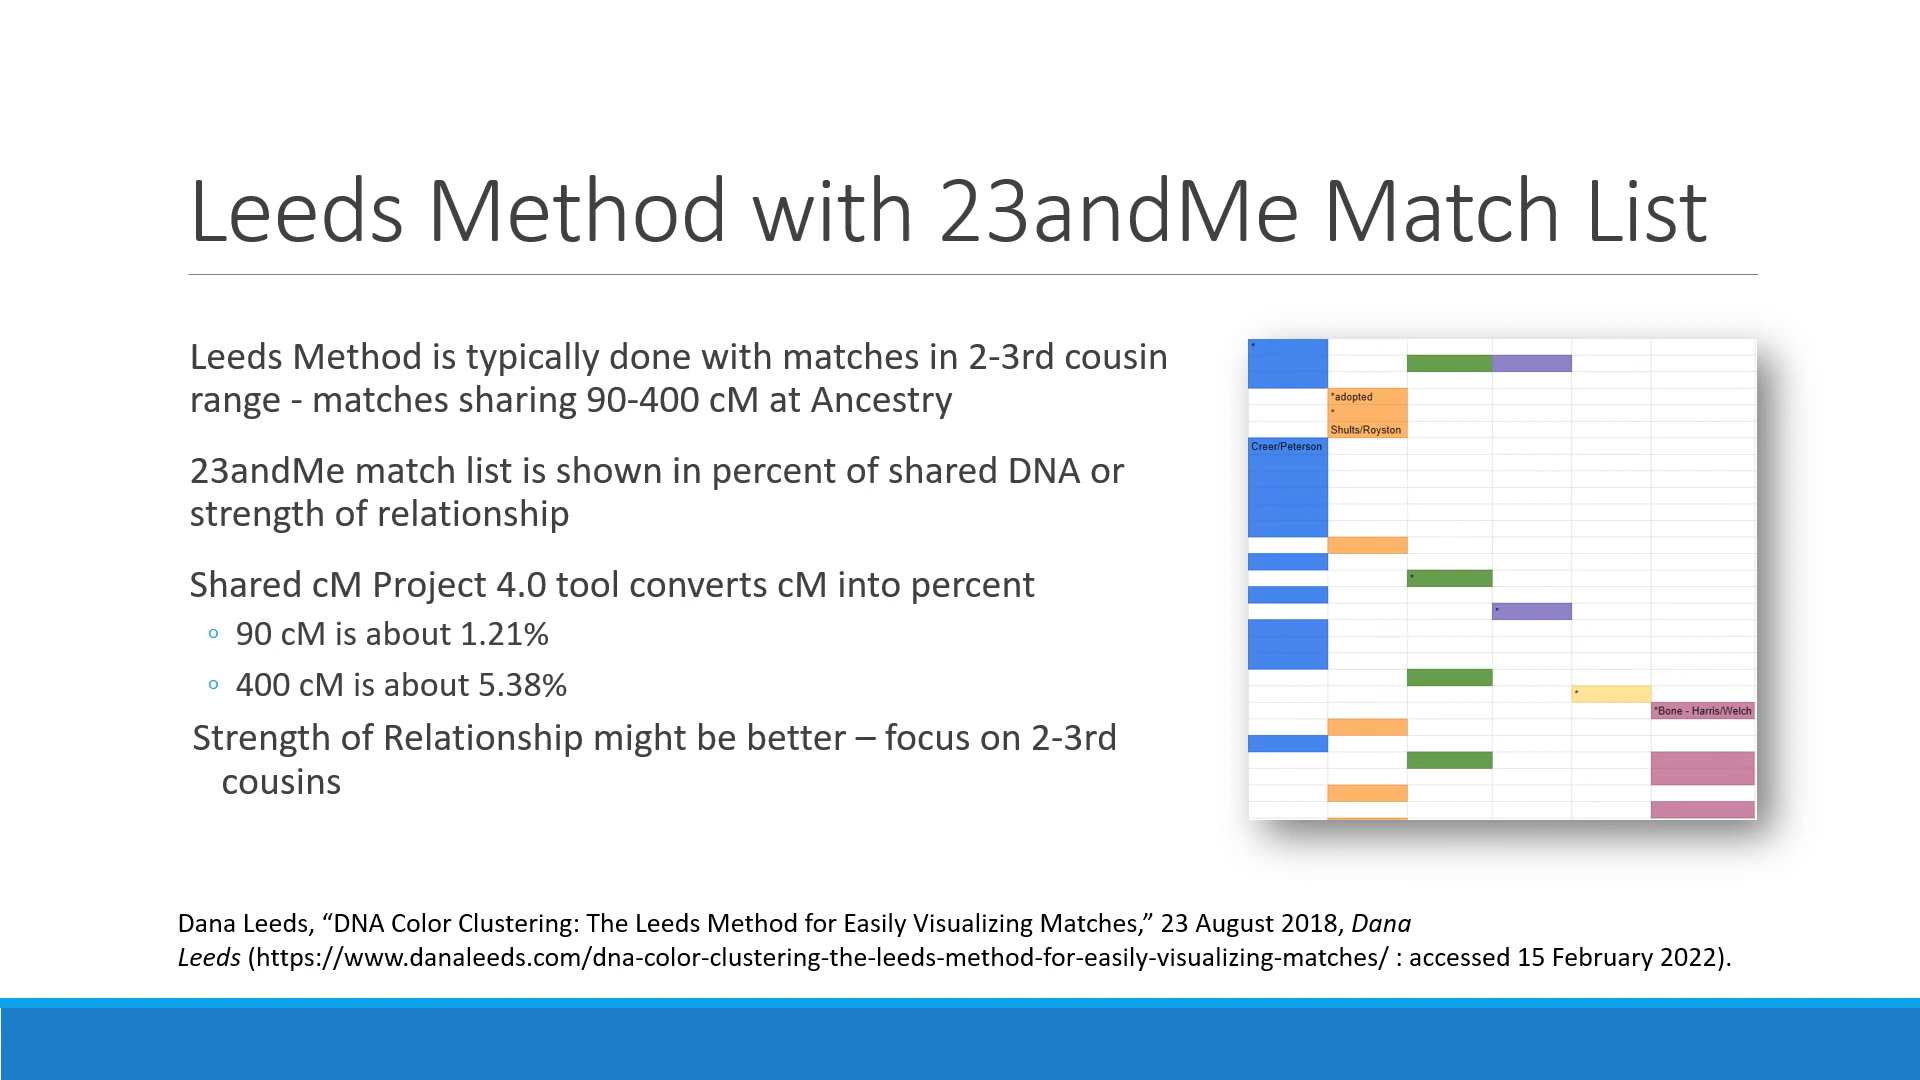 Leeds Method with 23andMe Match List
Leeds Method is typically done with matches in 2-3rd cousin
range - matches sharing 90-400 cM at Ancestry
23andMe match list is shown in percent of shared DNA or
strength of relationship
Shared cM Project 4.0 tool converts cM into percent
◦ 90 cM is about 1.21%
◦ 400 cM is about 5.38%
Strength of Relationship might be better – focus on 2-3rd
cousins
*
*adopted
*
Shults/Royston
Creer/Peterson
*
*
*
*Bone - Harris/Welch
Dana Leeds, “DNA Color Clustering: The Leeds Method for Easily Visualizing Matches,” 23 August 2018, Dana
Leeds (https://www.danaleeds.com/dna-color-clustering-the-leeds-method-for-easily-visualizing-matches/ : accessed 15 February 2022).